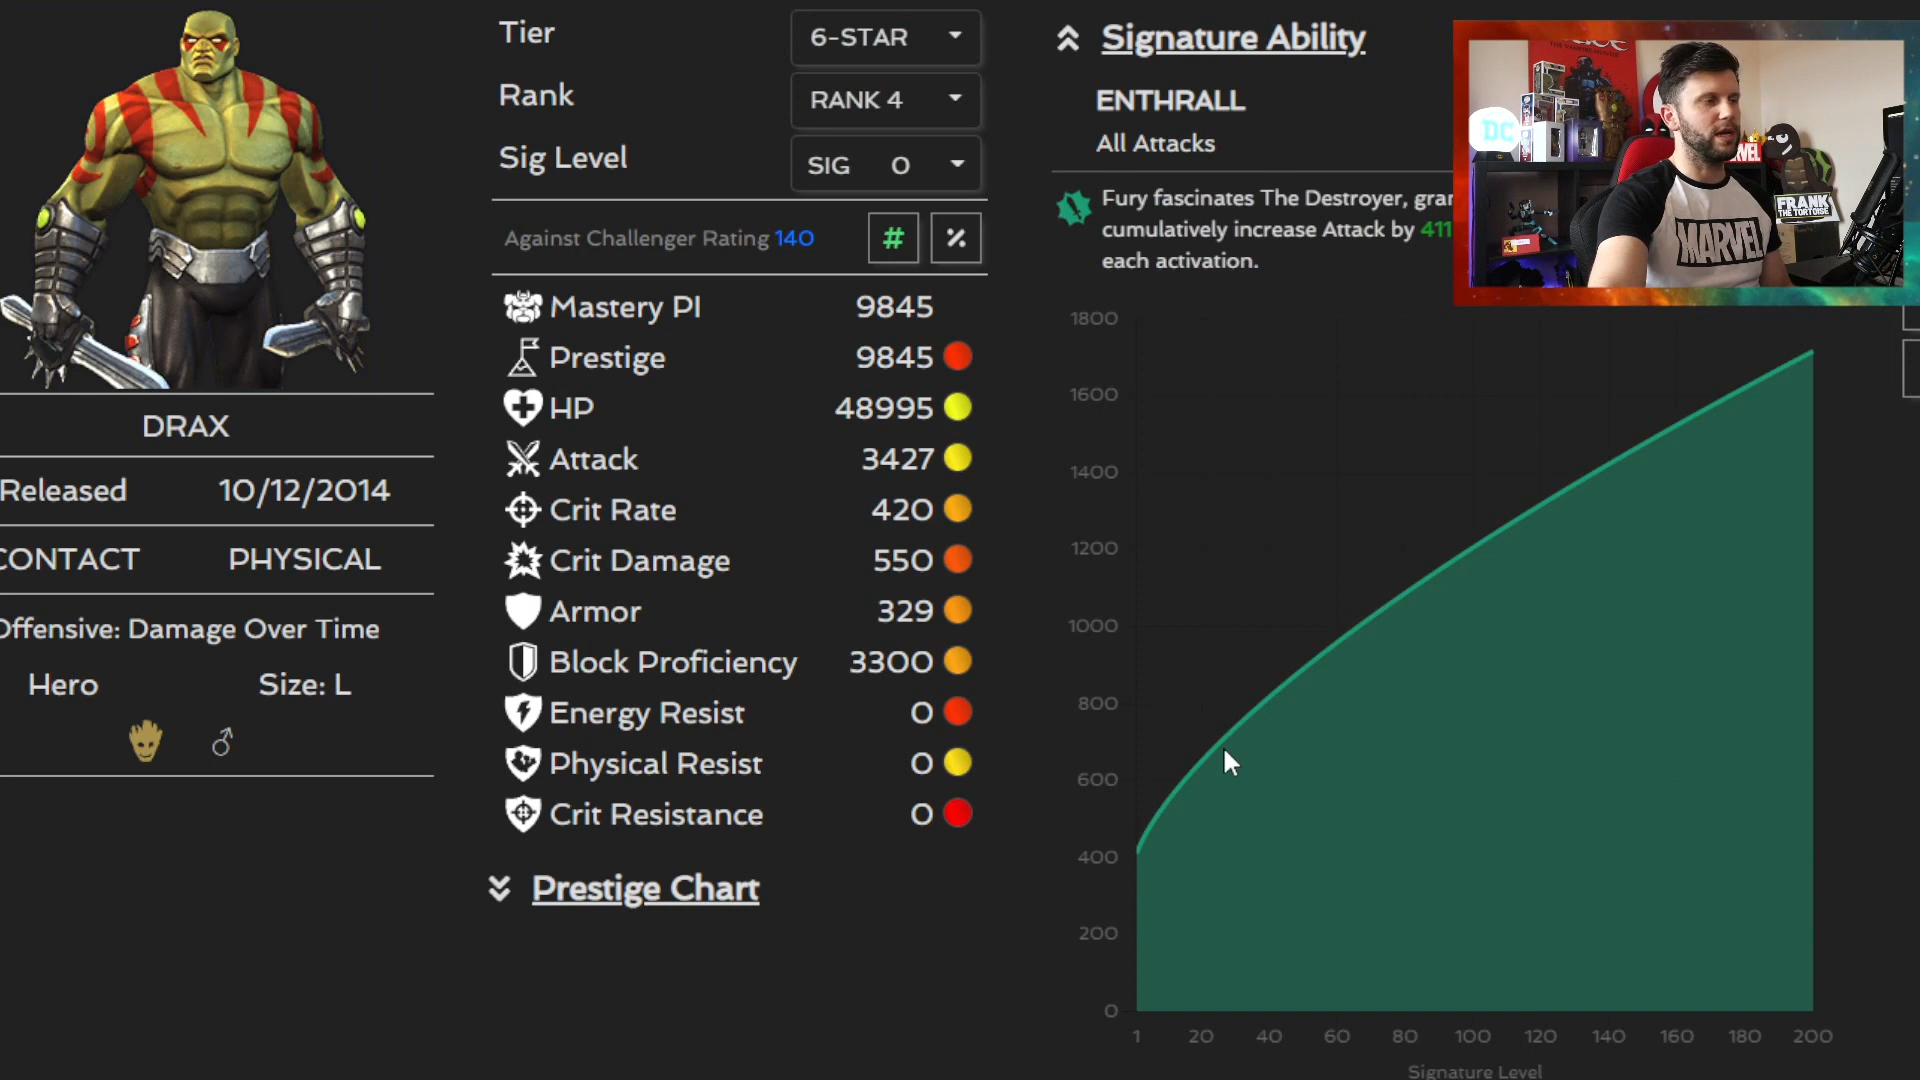 DRAX
Released 10/12/2014
CONTACT PHYSICAL
Offensive: Damage Over Time
Hero Size: L
Tier 6-STAR
Rank RANK 4
Sig Level SIG 0
Against Challenger Rating 140 # %
Mastery PI 9845
Prestige 9845
HP 48995
Attack 3427
Crit Rate 420
Crit Damage 550
Armor 329
Block Proficiency 3300
Energy Resist 0
Physical Resist 0
Crit Resistance 0
Prestige Chart
Signature Ability
ENTHRALL
All Attacks
Fury fascinates The Destroyer,
cumulatively increase Attack by 411
each activation.
1800
1600
1400
1200
1000
800
600
400
200
0
1 20 40 60 80 100 120 140 160 180 200
Signature Level
DC
FRANK
THE TORTOISE
MARVEL